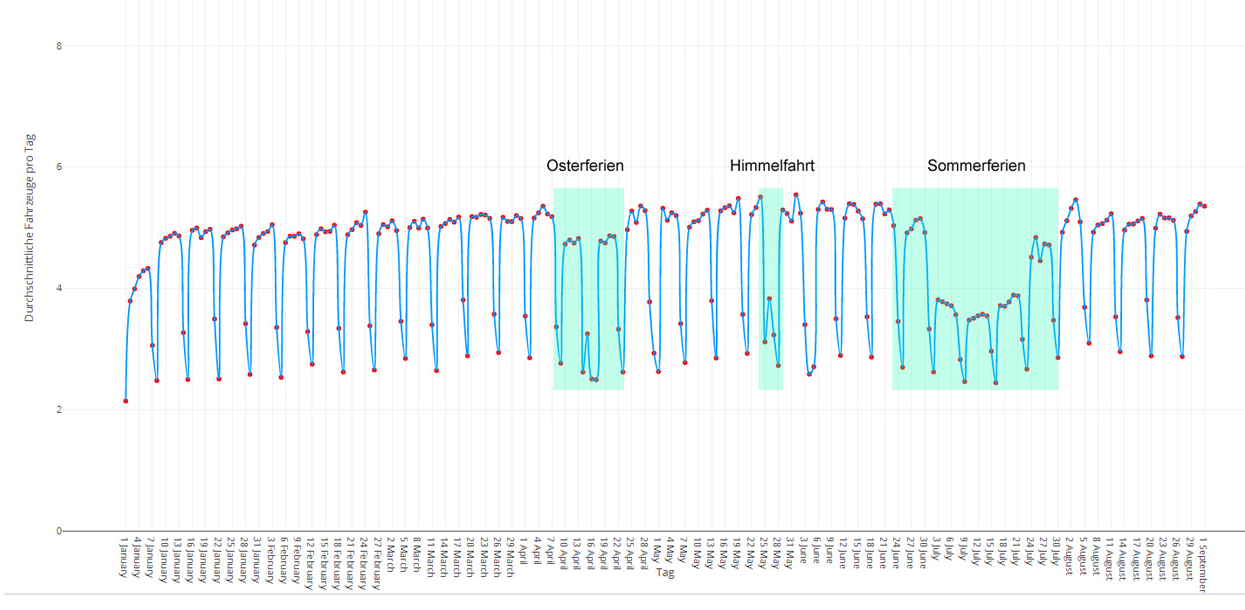 8
6
4
2
0
Durchschnittliche Fahrzeuge pro Tag
Osterferien
Himmelfahrt
Sommerferien
1 January
4 January
7 January
10 January
13 January
16 January
19 January
22 January
25 January
28 January
31 January
3 February
6 February
9 February
12 February
15 February
18 February
21 February
24 February
27 February
2 March
5 March
8 March
11 March
14 March
17 March
20 March
23 March
26 March
29 March
1 April
4 April
7 April
10 April
13 April
16 April
19 April
22 April
25 April
28 April
1 May
4 May
7 May
10 May
13 May
16 May
19 May
22 May
25 May
28 May
31 May
3 June
6 June
9 June
12 June
15 June
18 June
21 June
24 June
27 June
30 June
3 July
6 July
9 July
12 July
15 July
18 July
21 July
24 July
27 July
30 July
2 August
5 August
8 August
11 August
14 August
17 August
20 August
23 August
26 August
29 August
1 September
Tag